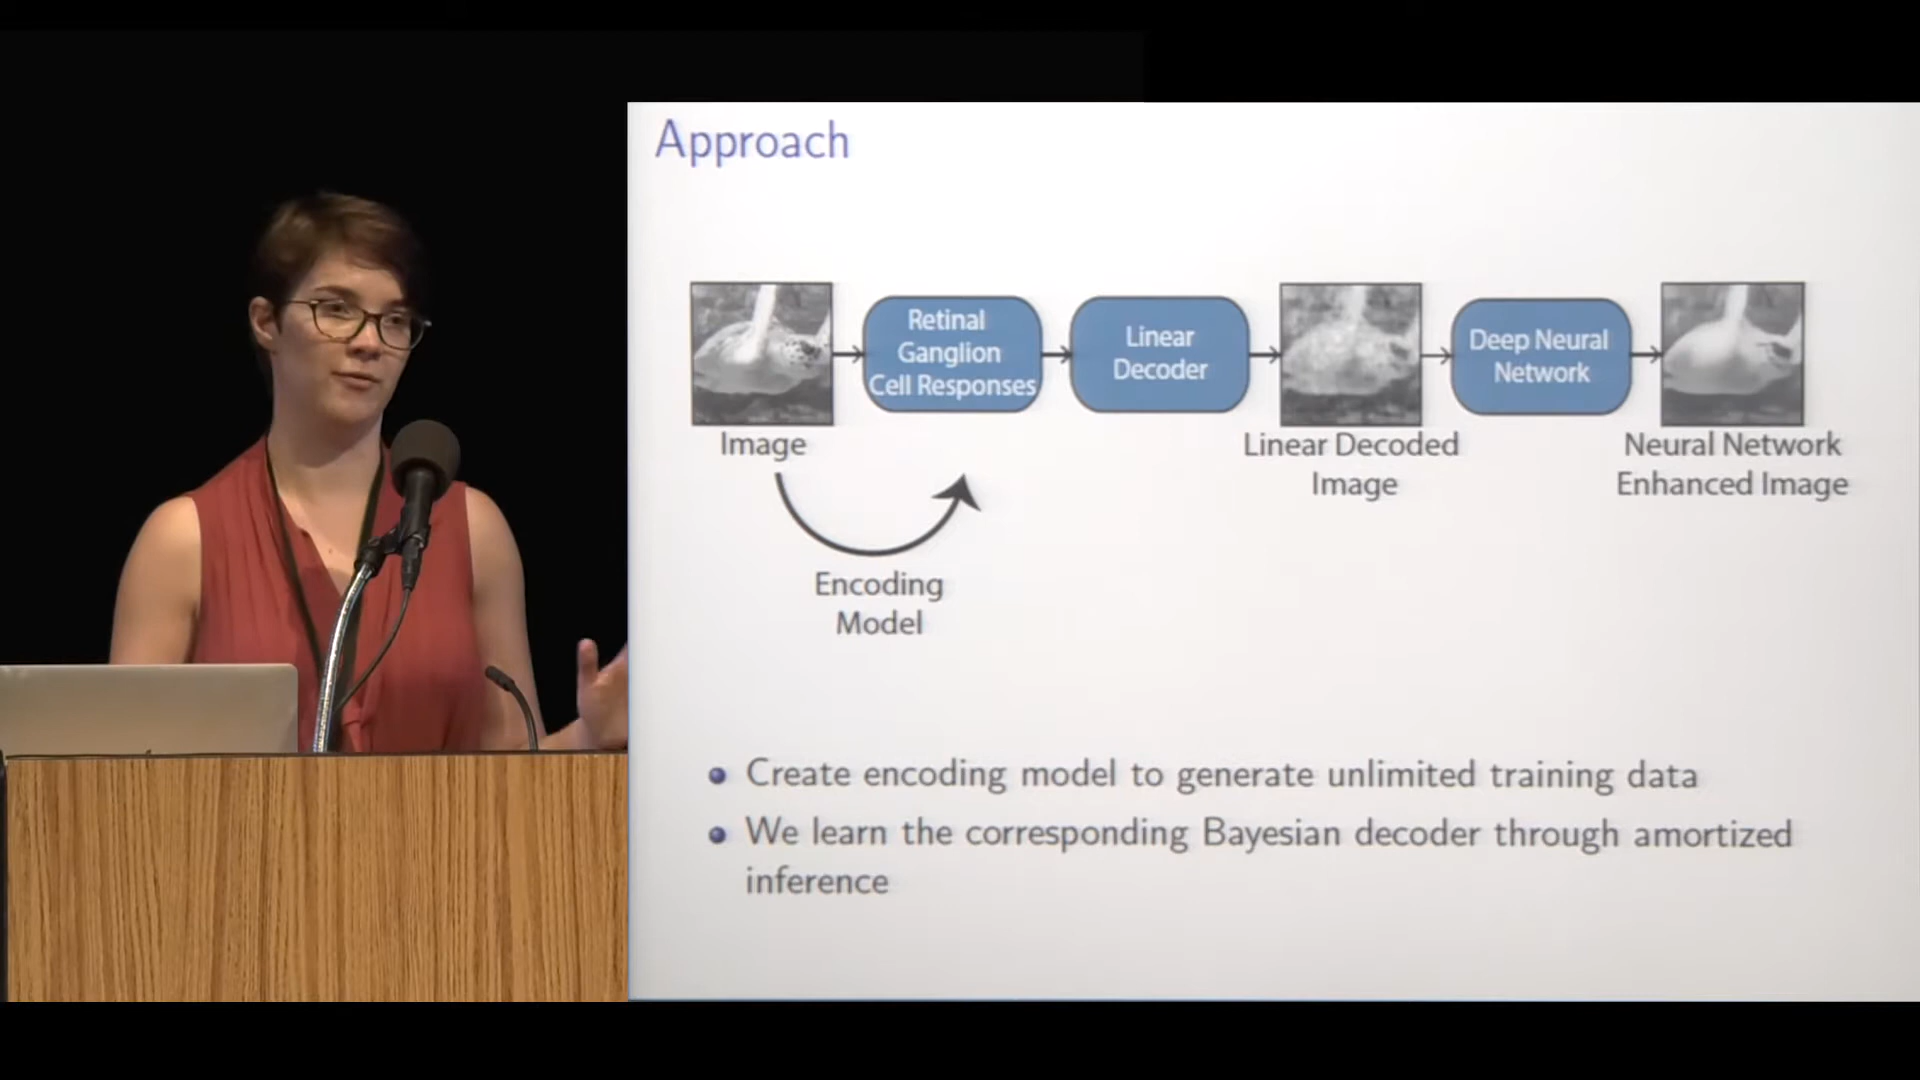 Approach
Retinal
Ganglion
Cell Responses
Linear
Decoder
Deep Neural
Network
Image
Linear Decoded
Image
Neural Network
Enhanced Image
Encoding
Model
Create encoding model to generate unlimited training data
We learn the corresponding Bayesian decoder through amortized
inference